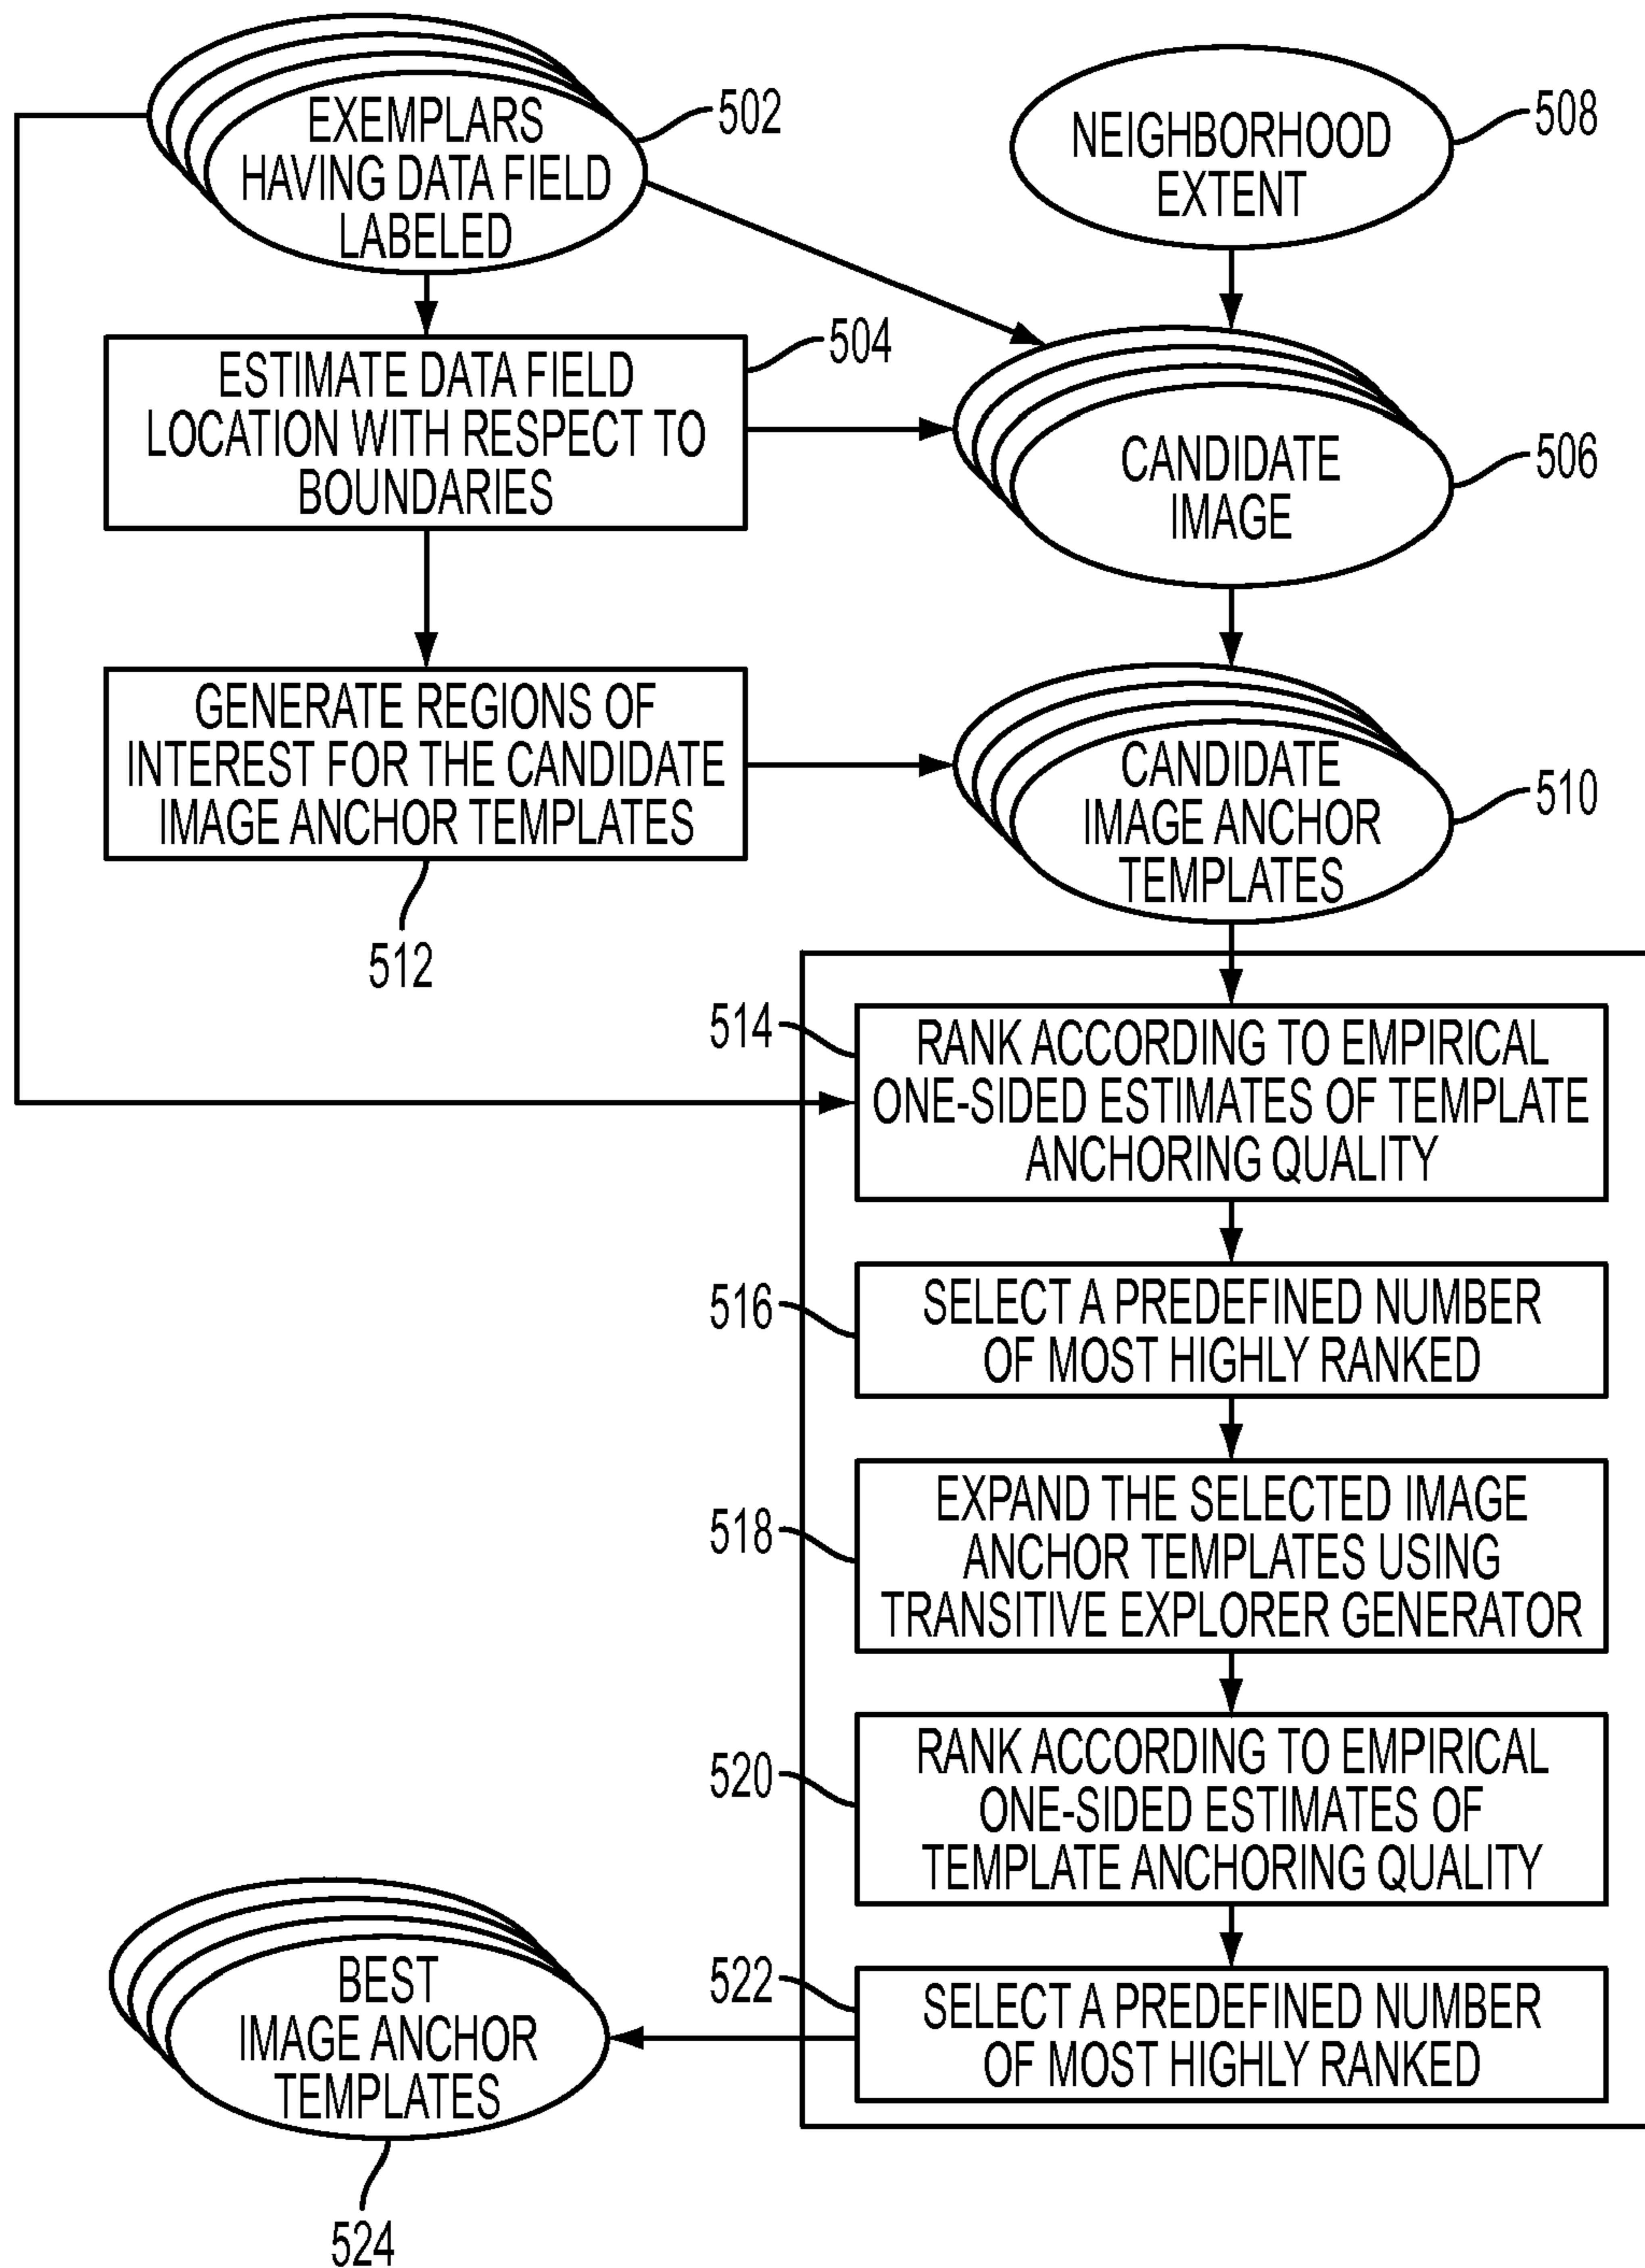 EXEMPLARS
HAVING DATA FIELD
LABELED
502
NEIGHBORHOOD
EXTENT
508
ESTIMATE DATA FIELD
LOCATION WITH RESPECT TO
BOUNDARIES
504
CANDIDATE
IMAGE
506
GENERATE REGIONS OF
INTEREST FOR THE CANDIDATE
IMAGE ANCHOR TEMPLATES
512
CANDIDATE
IMAGE ANCHOR
TEMPLATES
510
514
RANK ACCORDING TO EMPIRICAL
ONE-SIDED ESTIMATES OF TEMPLATE
ANCHORING QUALITY
516
SELECT A PREDEFINED NUMBER
OF MOST HIGHLY RANKED
518
EXPAND THE SELECTED IMAGE
ANCHOR TEMPLATES USING
TRANSITIVE EXPLORER GENERATOR
520
RANK ACCORDING TO EMPIRICAL
ONE-SIDED ESTIMATES OF
TEMPLATE ANCHORING QUALITY
522
SELECT A PREDEFINED NUMBER
OF MOST HIGHLY RANKED
BEST
IMAGE ANCHOR
TEMPLATES
524